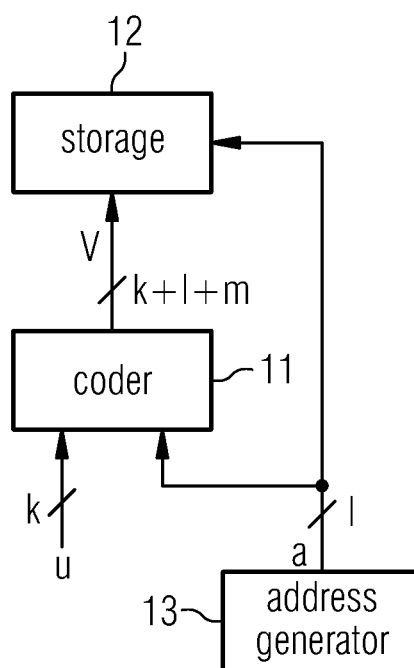 12
storage
V
k+l+m
coder
11
k
l
u
a
13
address
generator